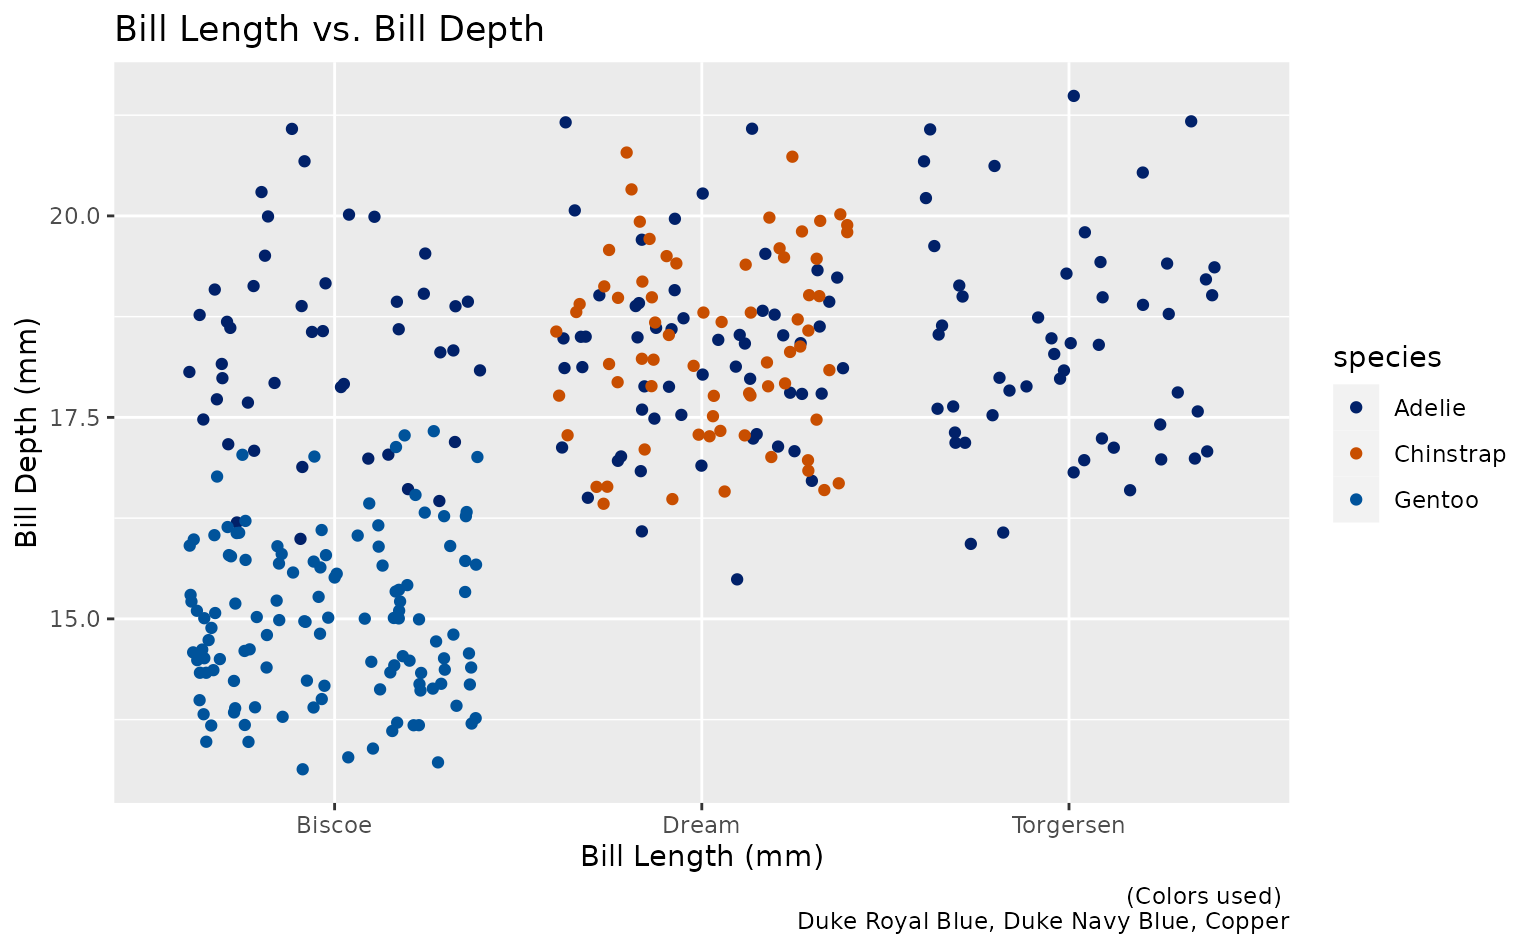 Bill Length vs. Bill Depth
Bill Depth (mm)
20.0
17.5
15.0
Biscoe Dream Torgersen
Bill Length (mm)
species
Adelie
Chinstrap
Gentoo
(Colors used)
Duke Royal Blue, Duke Navy Blue, Copper